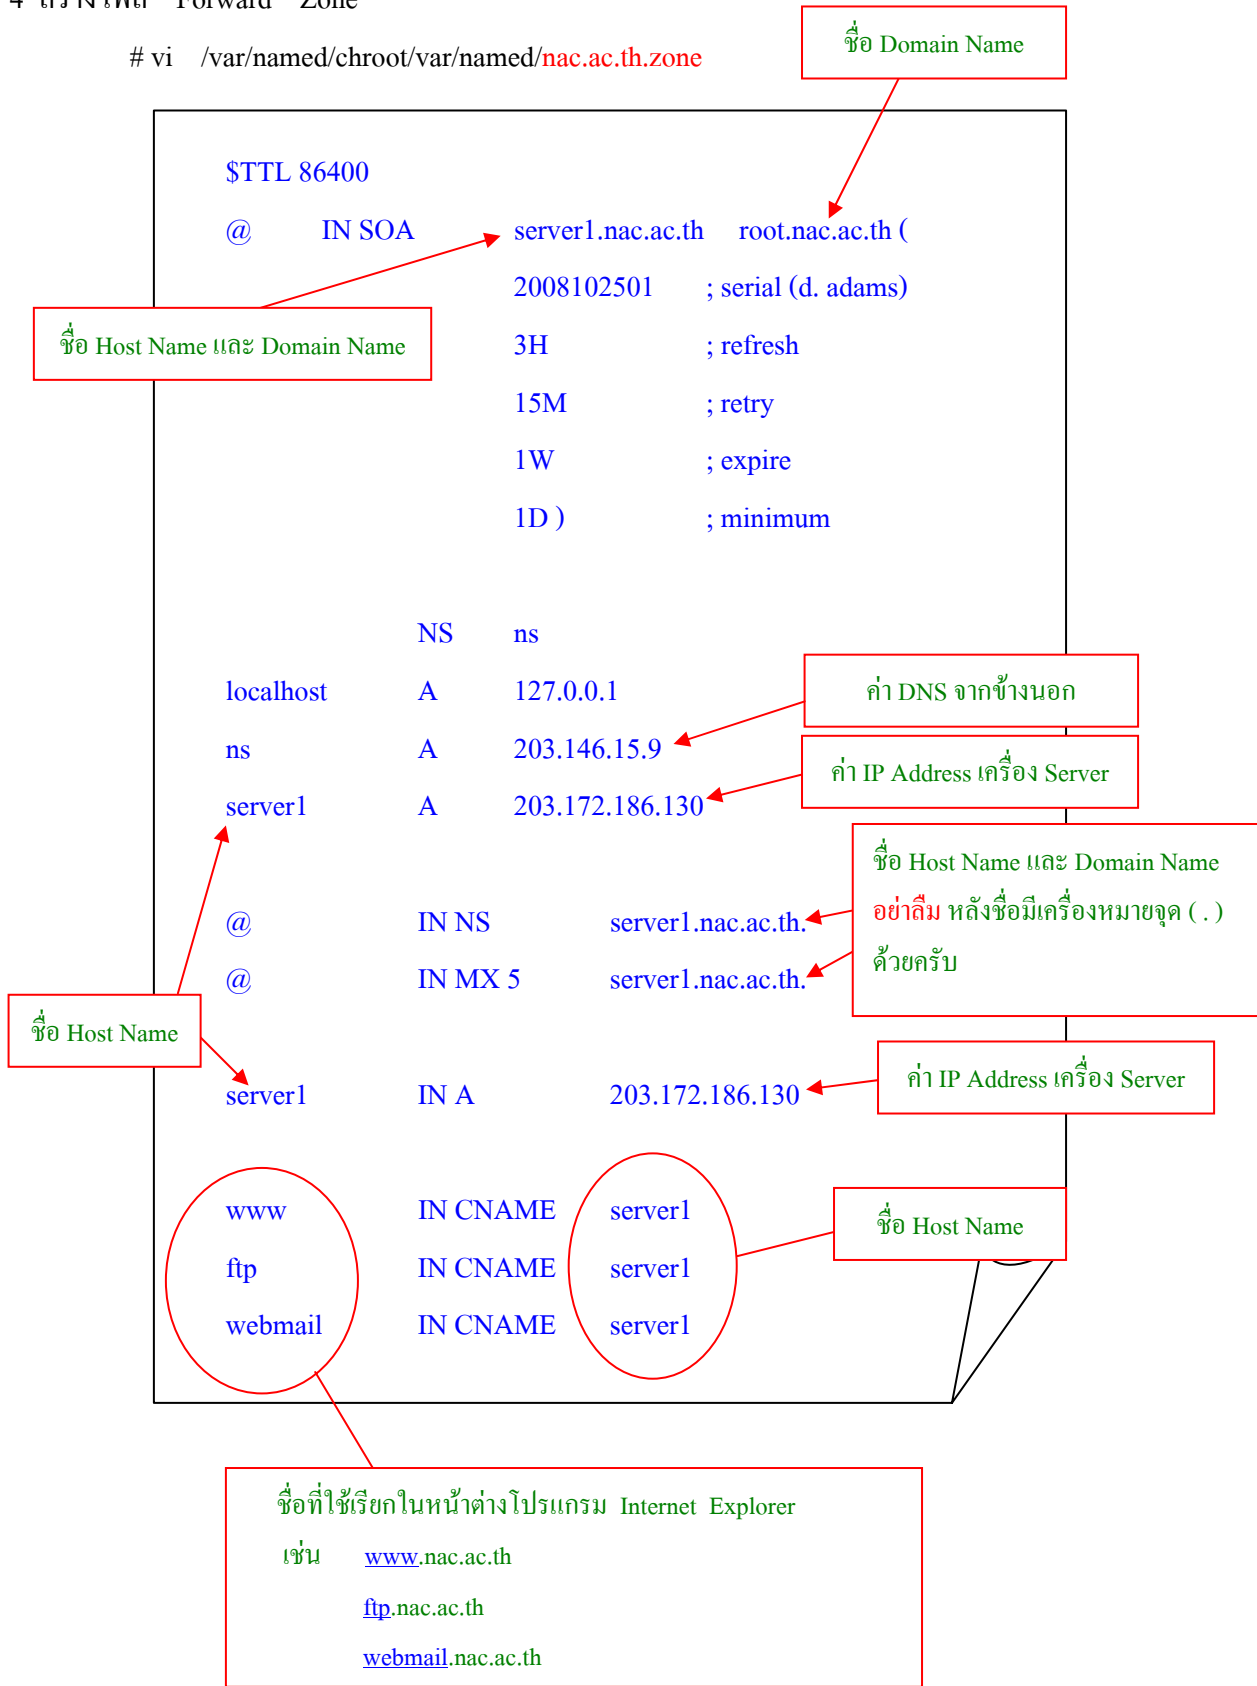 4 สร้างไฟล์ Forward Zone
# vi /var/named/chroot/var/named/nac.ac.th.zone
ชื่อ Domain Name
$TTL 86400
@ IN SOA server1.nac.ac.th root.nac.ac.th (
2008102501 ; serial (d. adams)
ชื่อ Host Name และ Domain Name
3H ; refresh
15M ; retry
1W ; expire
1D ) ; minimum
NS ns
localhost A 127.0.0.1
ค่า DNS จากข้างนอก
ns A 203.146.15.9
ค่า IP Address เครื่อง Server
server1 A 203.172.186.130
ชื่อ Host Name และ Domain Name
อย่าลืม หลังชื่อมีเครื่องหมายจุด ( . )
ด้วยครับ
@ IN NS server1.nac.ac.th.
@ IN MX 5 server1.nac.ac.th.
ชื่อ Host Name
ค่า IP Address เครื่อง Server
server1 IN A 203.172.186.130
www IN CNAME server1
ชื่อ Host Name
ftp IN CNAME server1
webmail IN CNAME server1
ชื่อที่ใช้เรียกในหน้าต่างโปรแกรม Internet Explorer
เช่น www.nac.ac.th
ftp.nac.ac.th
webmail.nac.ac.th